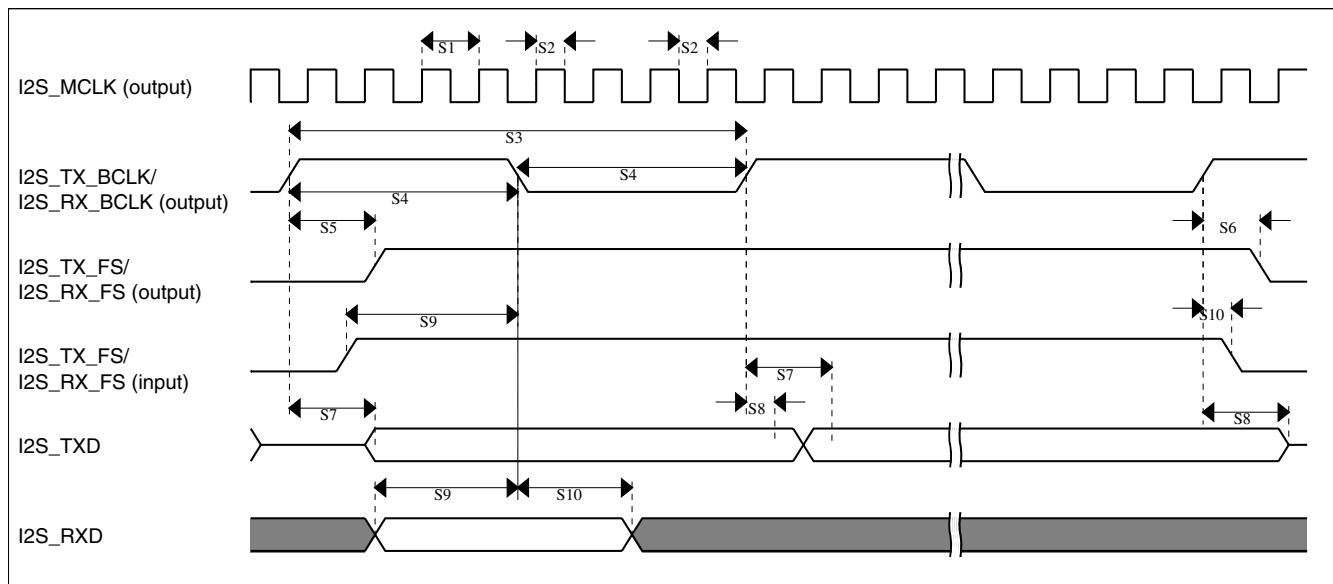 S1 S2 S2
I2S_MCLK (output)
S3
I2S_TX_BCLK/
I2S_RX_BCLK (output)
S4
S4
S5 S6
I2S_TX_FS/
I2S_RX_FS (output)
S9 S10
I2S_TX_FS/
I2S_RX_FS (input)
S7
S7 S8 S8
I2S_TXD
S9 S10
I2S_RXD